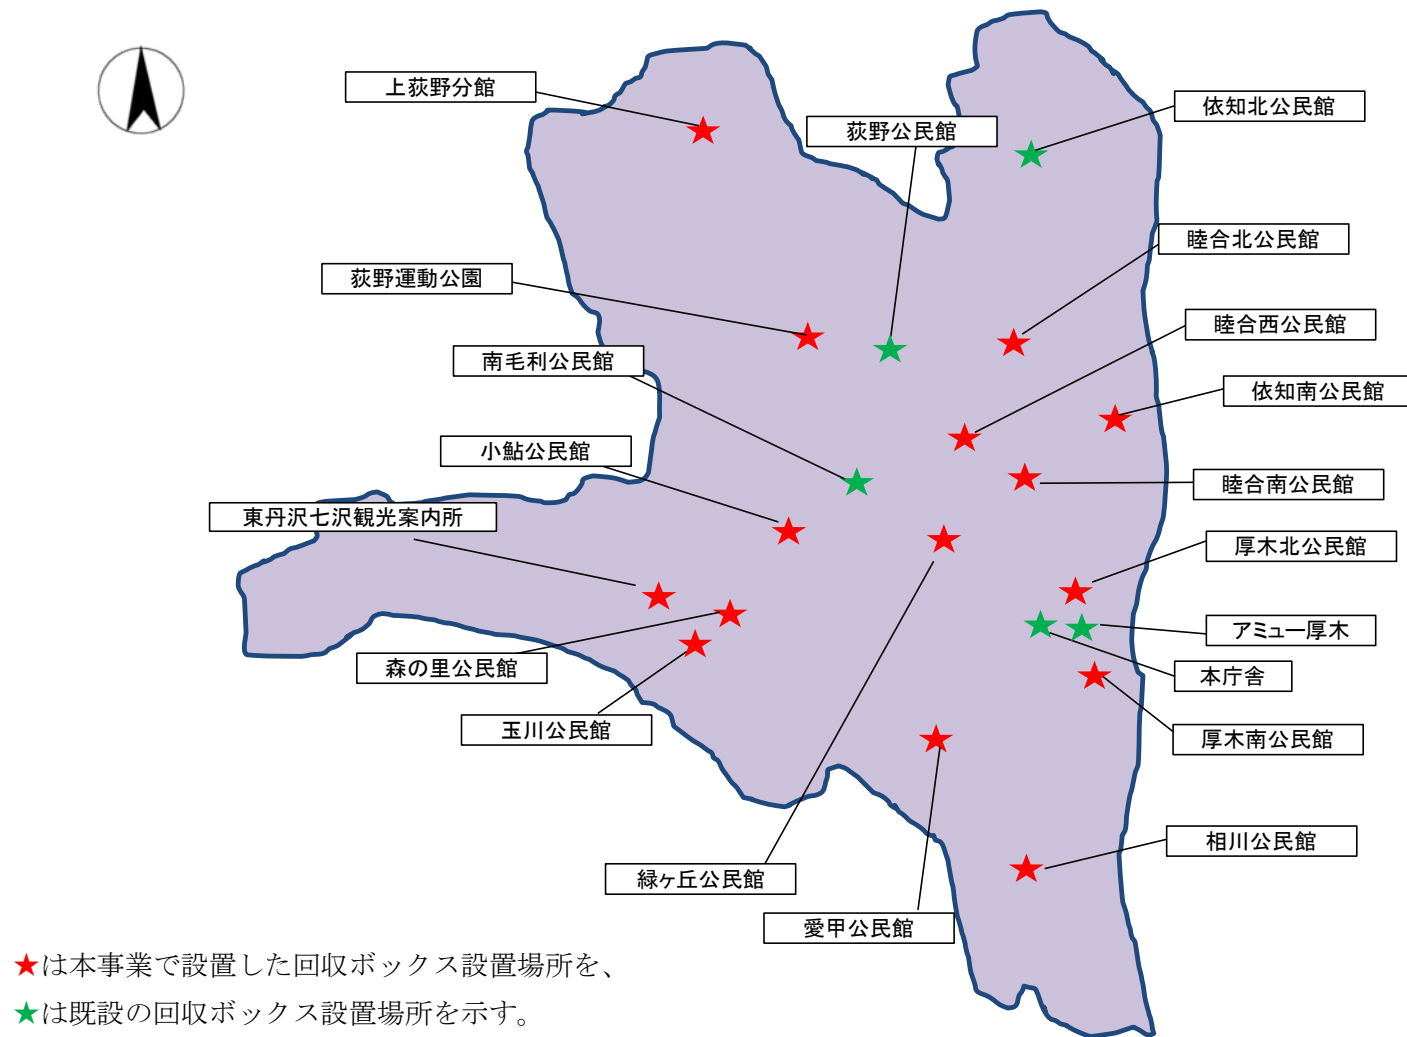 上荻野分館
依知北公民館
荻野公民館
睦合北公民館
荻野運動公園
睦合西公民館
南毛利公民館
依知南公民館
小鮎公民館
睦合南公民館
東丹沢七沢観光案内所
厚木北公民館
アミュー厚木
森の里公民館
本庁舎
玉川公民館
厚木南公民館
相川公民館
緑ヶ丘公民館
愛甲公民館
★は本事業で設置した回収ボックス設置場所を、
★は既設の回収ボックス設置場所を示す。